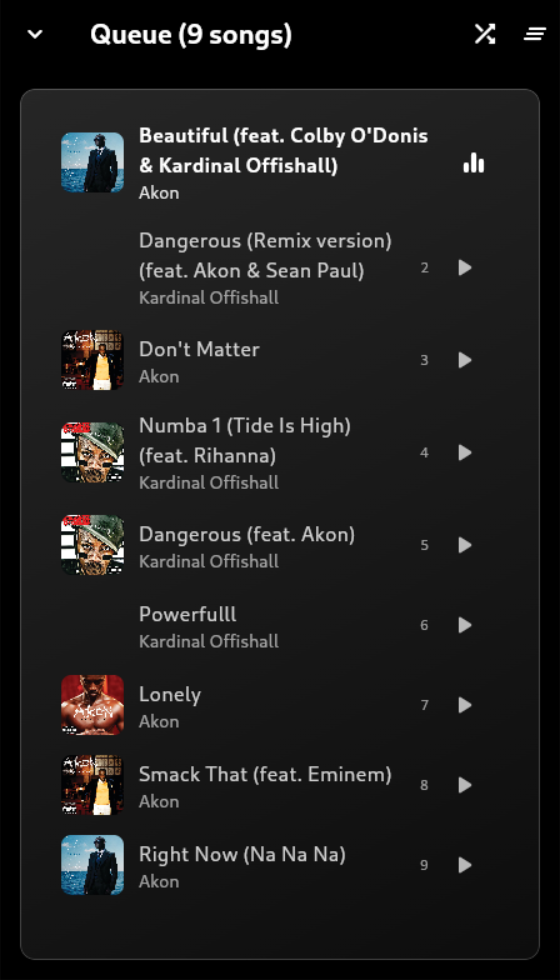 Queue (9 songs)
Beautiful (feat. Colby O'Donis
& Kardinal Offishall)
Akon
Dangerous (Remix version)
(feat. Akon & Sean Paul)
2
Kardinal Offishall
AKON
Don't Matter
3
Akon
Numba 1 (Tide Is High)
(feat. Rihanna)
4
Kardinal Offishall
Dangerous (feat. Akon)
5
Kardinal Offishall
Powerfulll
6
Kardinal Offishall
AKON
Lonely
7
Akon
AKON
Smack That (feat. Eminem)
8
Akon
Right Now (Na Na Na)
9
Akon